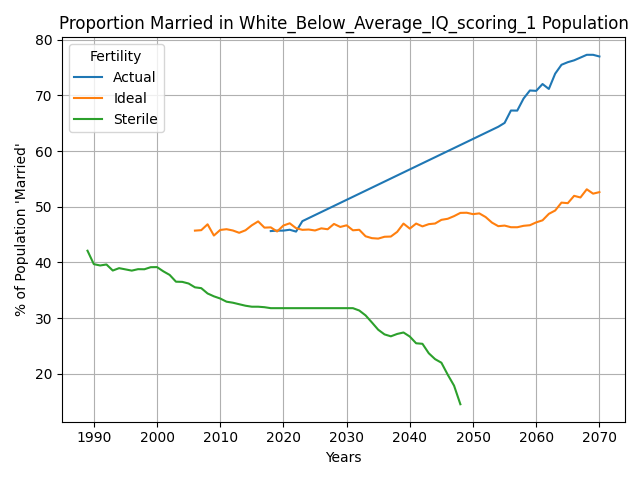 Proportion Married in White_Below_Average_IQ_scoring_1 Population
% of Population 'Married'
80
70
60
50
40
30
20
Fertility
Actual
Ideal
Sterile
1990 2000 2010 2020 2030 2040 2050 2060 2070
Years